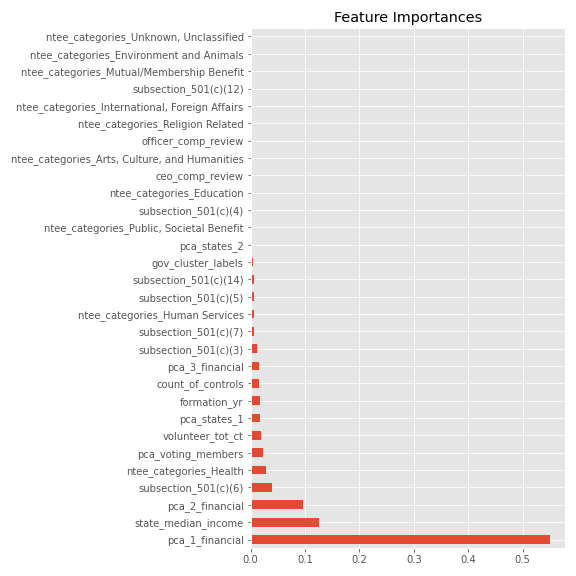 Feature Importances
ntee_categories_Unknown, Unclassified
ntee_categories_Environment and Animals
ntee_categories_Mutual/Membership Benefit
subsection_501(c)(12)
ntee_categories_International, Foreign Affairs
ntee_categories_Religion Related
officer_comp_review
ntee_categories_Arts, Culture, and Humanities
ceo_comp_review
ntee_categories_Education
subsection_501(c)(4)
ntee_categories_Public, Societal Benefit
pca_states_2
gov_cluster_labels
subsection_501(c)(14)
subsection_501(c)(5)
ntee_categories_Human Services
subsection_501(c)(7)
subsection_501(c)(3)
pca_3_financial
count_of_controls
formation_yr
pca_states_1
volunteer_tot_ct
pca_voting_members
ntee_categories_Health
subsection_501(c)(6)
pca_2_financial
state_median_income
pca_1_financial
0.0 0.1 0.2 0.3 0.4 0.5